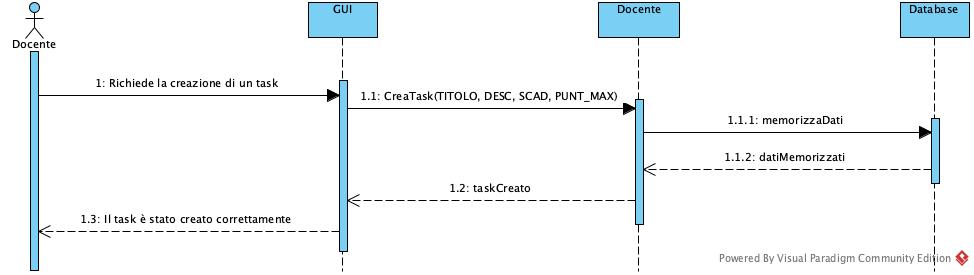 GUI
Docente
Database
Docente
1: Richiede la creazione di un task
1.1: CreaTask(TITOLO, DESC, SCAD, PUNT_MAX)
1.1.1: memorizzaDati
1.1.2: datiMemorizzati
1.2: taskCreato
1.3: Il task è stato creato correttamente
Powered By Visual Paradigm Community Edition